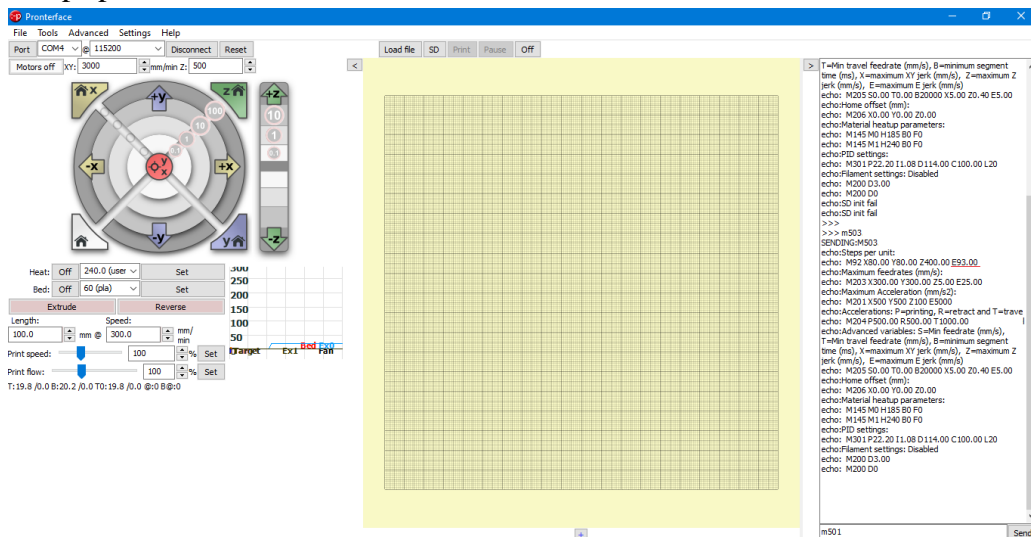 Pronterface
File Tools Advanced Settings Help
Port COM4 @ 115200 Disconnect Reset Load file SD Print Pause Off
Motors off XY: 3000 mm/min Z: 500 < >
x z +y +z
100 10
10 1
1 0.1
0.1
-x y x +x
-y y -z
Heat: Off 240.0 (user Set
Bed: Off 60 (pla) Set
Extrude Reverse
Length: Speed:
100.0 mm @ 300.0 mm/
min
Print speed: 100 % Set
Print flow: 100 % Set
T:19.8 /0.0 B:20.2 /0.0 T0:19.8 /0.0 @:0 B@:0
300
250
200
150
100
50
Bed Ex0
Target Ex1 Fan
T=Min travel feedrate (mm/s), B=minimum segment
time (ms), X=maximum XY jerk (mm/s), Z=maximum Z
jerk (mm/s), E=maximum E jerk (mm/s)
echo: M205 S0.00 T0.00 B20000 X5.00 Z0.40 E5.00
echo:Home offset (mm):
echo: M206 X0.00 Y0.00 Z0.00
echo:Material heatup parameters:
echo: M145 M0 H185 B0 F0
echo: M145 M1 H240 B0 F0
echo:PID settings:
echo: M301 P22.20 I1.08 D114.00 C100.00 L20
echo:Filament settings: Disabled
echo: M200 D3.00
echo: M200 D0
echo:SD init fail
echo:SD init fail
>>>
>>> m503
SENDING:M503
echo:Steps per unit:
echo: M92 X80.00 Y80.00 Z400.00 E93.00
echo:Maximum feedrates (mm/s):
echo: M203 X300.00 Y300.00 Z5.00 E25.00
echo:Maximum Acceleration (mm/s2):
echo: M201 X500 Y500 Z100 E5000
echo:Accelerations: P=printing, R=retract and T=trave
echo: M204 P500.00 R500.00 T1000.00
echo:Advanced variables: S=Min feedrate (mm/s),
T=Min travel feedrate (mm/s), B=minimum segment
time (ms), X=maximum XY jerk (mm/s), Z=maximum Z
jerk (mm/s), E=maximum E jerk (mm/s)
echo: M205 S0.00 T0.00 B20000 X5.00 Z0.40 E5.00
echo:Home offset (mm):
echo: M206 X0.00 Y0.00 Z0.00
echo:Material heatup parameters:
echo: M145 M0 H185 B0 F0
echo: M145 M1 H240 B0 F0
echo:PID settings:
echo: M301 P22.20 I1.08 D114.00 C100.00 L20
echo:Filament settings: Disabled
echo: M200 D3.00
echo: M200 D0
+ m501 Send